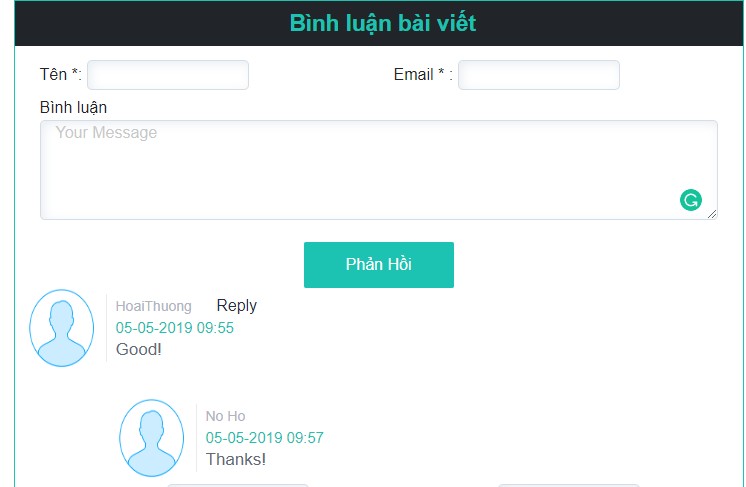 Bình luận bài viết
Tên *: Email * :
Bình luận
Your Message
Phản Hồi
HoaiThuong Reply
05-05-2019 09:55
Good!
No Ho
05-05-2019 09:57
Thanks!